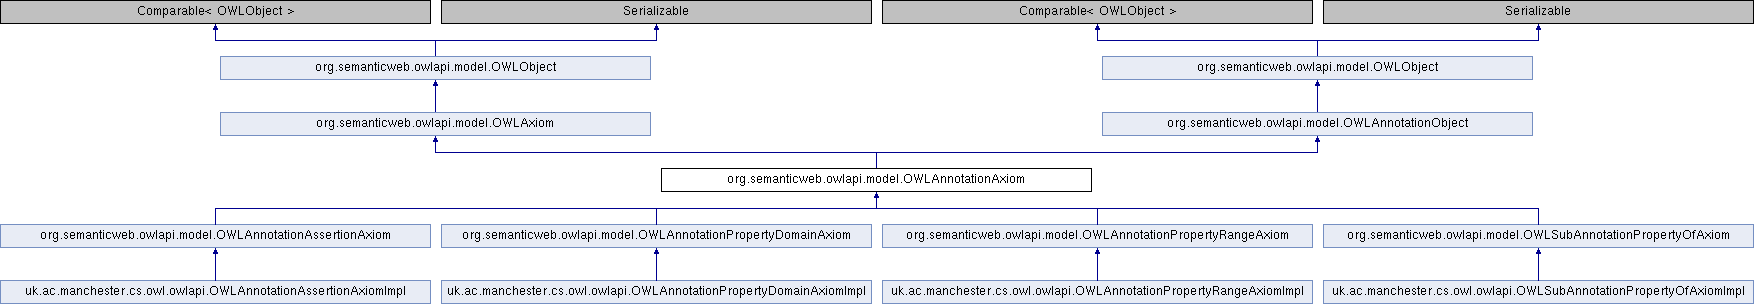 Comparable< OWLObject >
Serializable
Comparable< OWLObject >
Serializable
org.semanticweb.owlapi.model.OWLObject
org.semanticweb.owlapi.model.OWLObject
org.semanticweb.owlapi.model.OWLAxiom
org.semanticweb.owlapi.model.OWLAnnotationObject
org.semanticweb.owlapi.model.OWLAnnotationAxiom
org.semanticweb.owlapi.model.OWLAnnotationAssertionAxiom
org.semanticweb.owlapi.model.OWLAnnotationPropertyDomainAxiom
org.semanticweb.owlapi.model.OWLAnnotationPropertyRangeAxiom
org.semanticweb.owlapi.model.OWLSubAnnotationPropertyOfAxiom
uk.ac.manchester.cs.owl.owlapi.OWLAnnotationAssertionAxiomImpl
uk.ac.manchester.cs.owl.owlapi.OWLAnnotationPropertyDomainAxiomImpl
uk.ac.manchester.cs.owl.owlapi.OWLAnnotationPropertyRangeAxiomImpl
uk.ac.manchester.cs.owl.owlapi.OWLSubAnnotationPropertyOfAxiomImpl